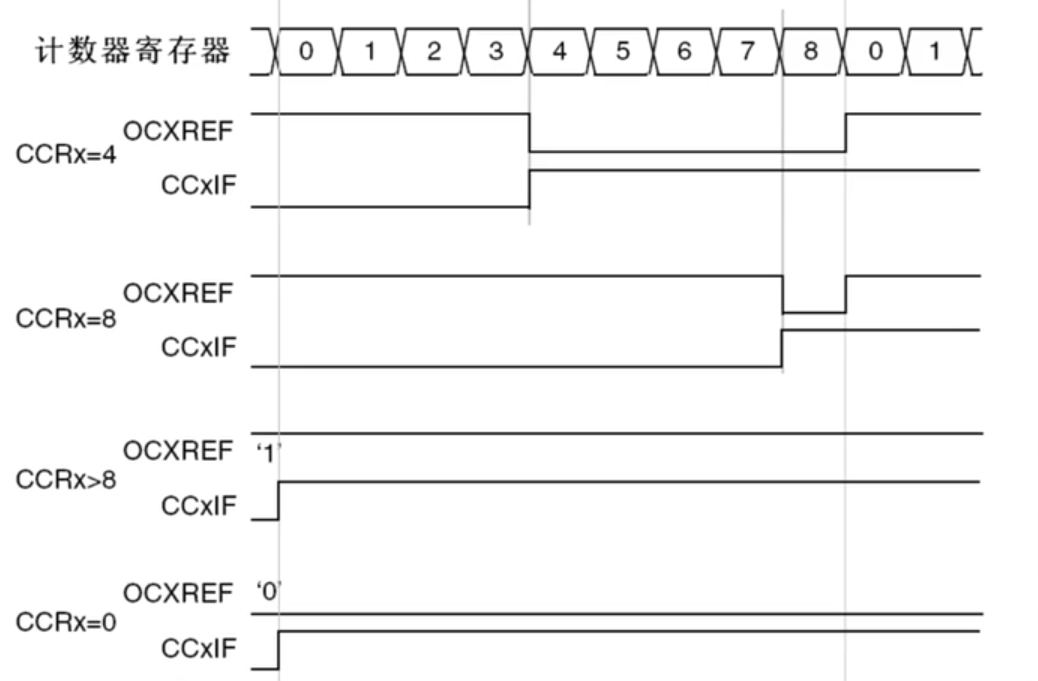 计数器寄存器 0 1 2 3 4 5 6 7 8 0 1
OCXREF
CCRx=4
CCxIF
OCXREF
CCRx=8
CCxIF
OCXREF ‘1’
CCRx>8
CCxIF
OCXREF ‘0’
CCRx=0
CCxIF